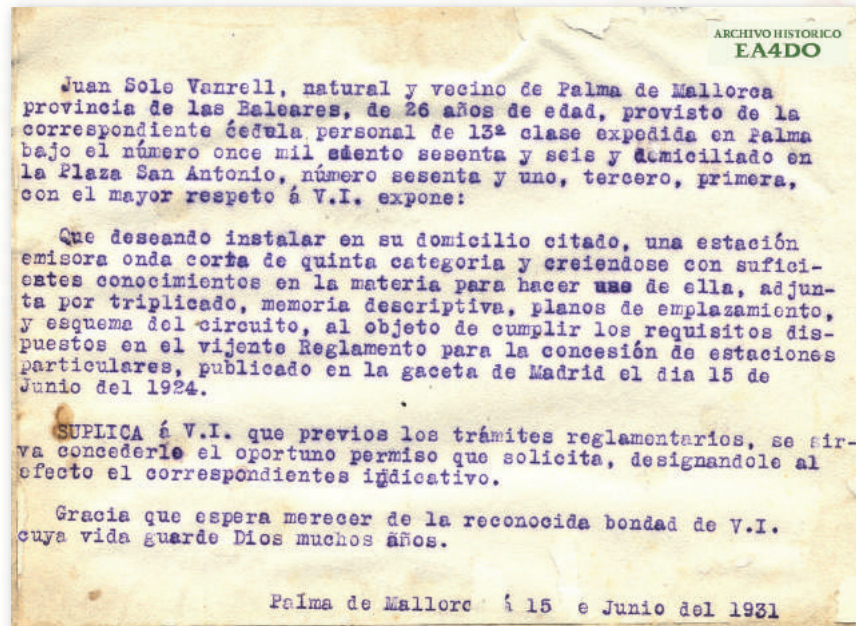 ARCHIVO HISTORICO
EA4DO
Juan Sole Vanrell, natural y vecino de Palma de Mallorca
provincia de las Baleares, de 26 años de edad, provisto de la
correspondiente ćedula personal de 13ª clase expedida en Palma
bajo el número once mil ciento sesenta y seis y domiciliado en
la Plaza San Antonio, número sesenta y uno, tercero, primera,
con el mayor respeto á V.I. expone:
Que deseando instalar en su domicilio citado, una estación
emisora onda corta de quinta categoria y creiendose con sufici-
entes conocimientos en la materia para hacer uso de ella, adjun-
ta por triplicado, memoria descriptiva, planos de emplazamiento,
y esquema del circuito, al objeto de cumplir los requisitos dis-
puestos en el vijente Reglamento para la concesión de estaciones
particulares, publicado en la gaceta de Madrid el dia 15 de
Junio del 1924.
SUPLICA á V.I. que previos los trámites reglamentarios, se sir-
va concederle el oportuno permiso que solicita, designandole al
efecto el correspondientes indicativo.
Gracia que espera merecer de la reconocida bondad de V.I.
cuya vida guarde Dios muchos años.
Palma de Mallorc á 15 e Junio del 1931